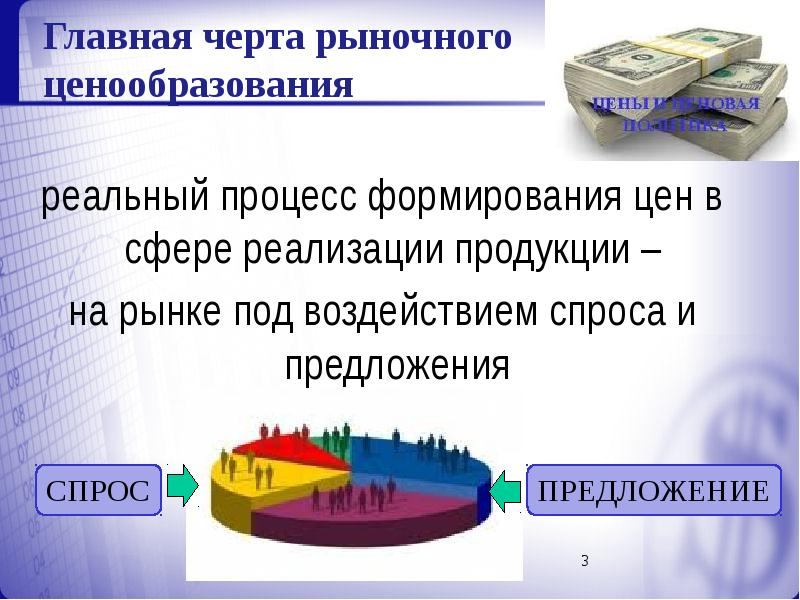 Главная черта рыночного
ценообразования
ЦЕНЫ И ЦЕНОВАЯ
ПОЛИТИКА
реальный процесс формирования цен в
сфере реализации продукции –
на рынке под воздействием спроса и
предложения
СПРОС
ПРЕДЛОЖЕНИЕ
3